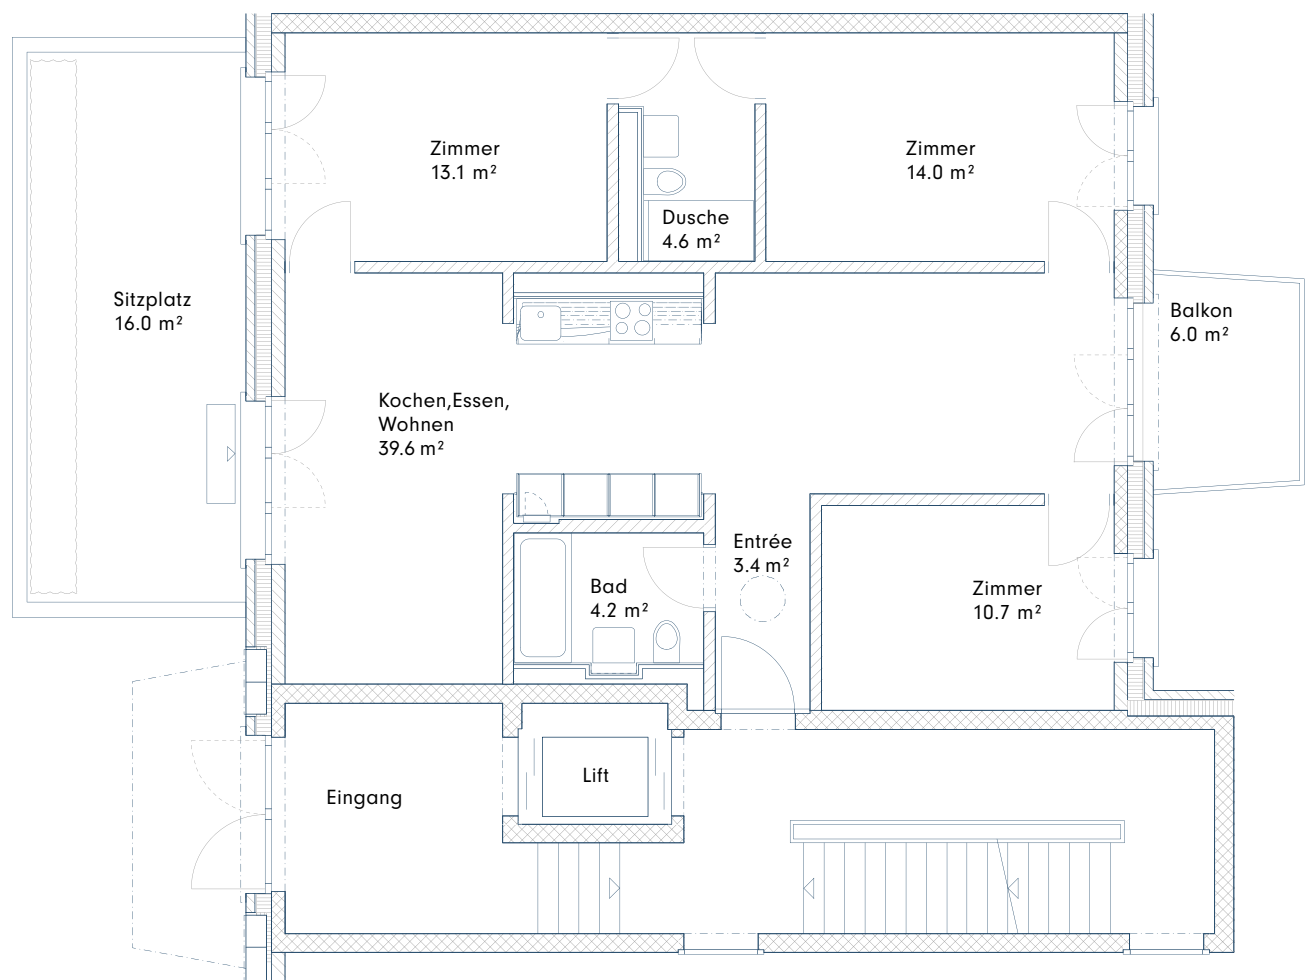 Zimmer
13.1 m²
Zimmer
14.0 m²
Dusche
4.6 m²
Sitzplatz
16.0 m²
Balkon
6.0 m²
Kochen,Essen,
Wohnen
39.6 m²
Entrée
3.4 m²
Bad
4.2 m²
Zimmer
10.7 m²
Lift
Eingang